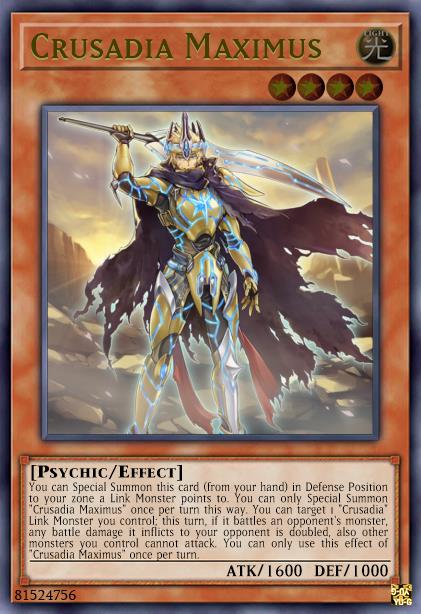 CRUSADIA MAXIMUS
LIGHT
光
[PSYCHIC/EFFECT]
You can Special Summon this card (from your hand) in Defense Position
to your zone a Link Monster points to. You can only Special Summon
"Crusadia Maximus" once per turn this way. You can target 1 "Crusadia"
Link Monster you control; this turn, if it battles an opponent's monster,
any battle damage it inflicts to your opponent is doubled, also other
monsters you control cannot attack. You can only use this effect of
"Crusadia Maximus" once per turn.
ATK/1600 DEF/1000
81524756